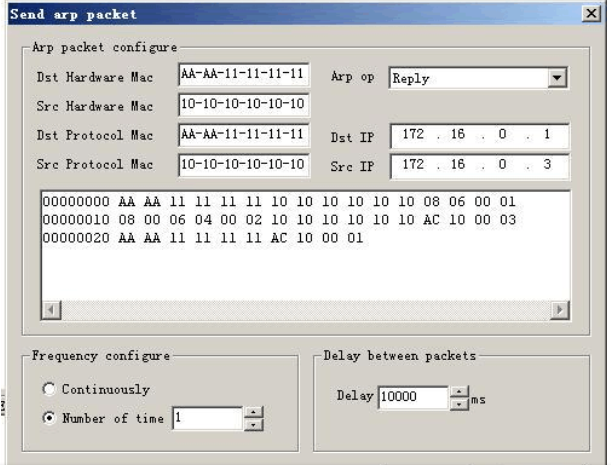 Send arp packet
Arp packet configure
Dst Hardware Mac AA-AA-11-11-11-11 Arp op Reply
Src Hardware Mac 10-10-10-10-10-10
Dst Protocol Mac AA-AA-11-11-11-11 Dst IP 172 . 16 . 0 . 1
Src Protocol Mac 10-10-10-10-10-10 Src IP 172 . 16 . 0 . 3
00000000 AA AA 11 11 11 11 10 10 10 10 10 10 08 06 00 01
00000010 08 00 06 04 00 02 10 10 10 10 10 10 AC 10 00 03
00000020 AA AA 11 11 11 11 AC 10 00 01
Frequency configure Delay between packets
Continuously
Delay 10000 ms
Number of time 1